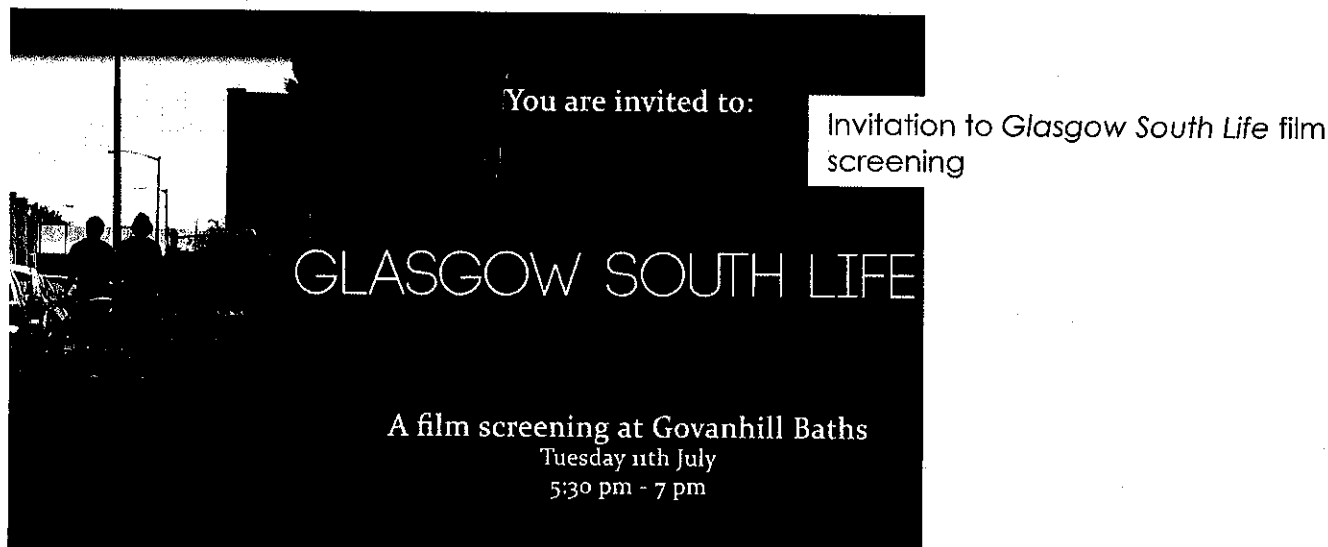 You are invited to:
Invitation to Glasgow South Life film
screening
GLASGOW SOUTH LIFE
A film screening at Govanhill Baths
Tuesday 11th July
5:30 pm - 7 pm